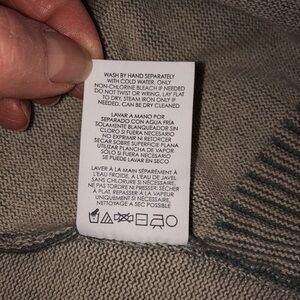 WASH BY HAND SEPARATELY
WITH COLD WATER, ONLY
NON-CHLORINE BLEACH IF NEEDED
DO NOT TWIST OR WRING, LAY FLAT
TO DRY, STEAM IRON ONLY IF
NEEDED. CAN BE DRY CLEANED
LAVAR A MANO POR
SEPARADO CON AGUA FRÍA
SOLAMENTE BLANQUEADOR SIN
CLORO SI FUERA NECESARIO
NO EXPRIMIR NI RETORCER
SECAR SOBRE SUPERFICIE PLANA
UTILIZAR PLANCHA DE VAPOR
SÓLO SI FUERA NECESARIO
SE PUEDE LAVAR EN SECO
LAVER À LA MAIN SÉPARÉMENT À
L'EAU FROIDE, À L'EAU DE JAVEL
SANS CHLORURE SI NÉCESSAIRE.
NE PAS TORDRE NI PRESSER. SÉCHER
À PLAT. REPASSER À LA VAPEUR
UNIQUEMENT SI NÉCESSAIRE.
NETTOYAGE A SEC POSSIBLE